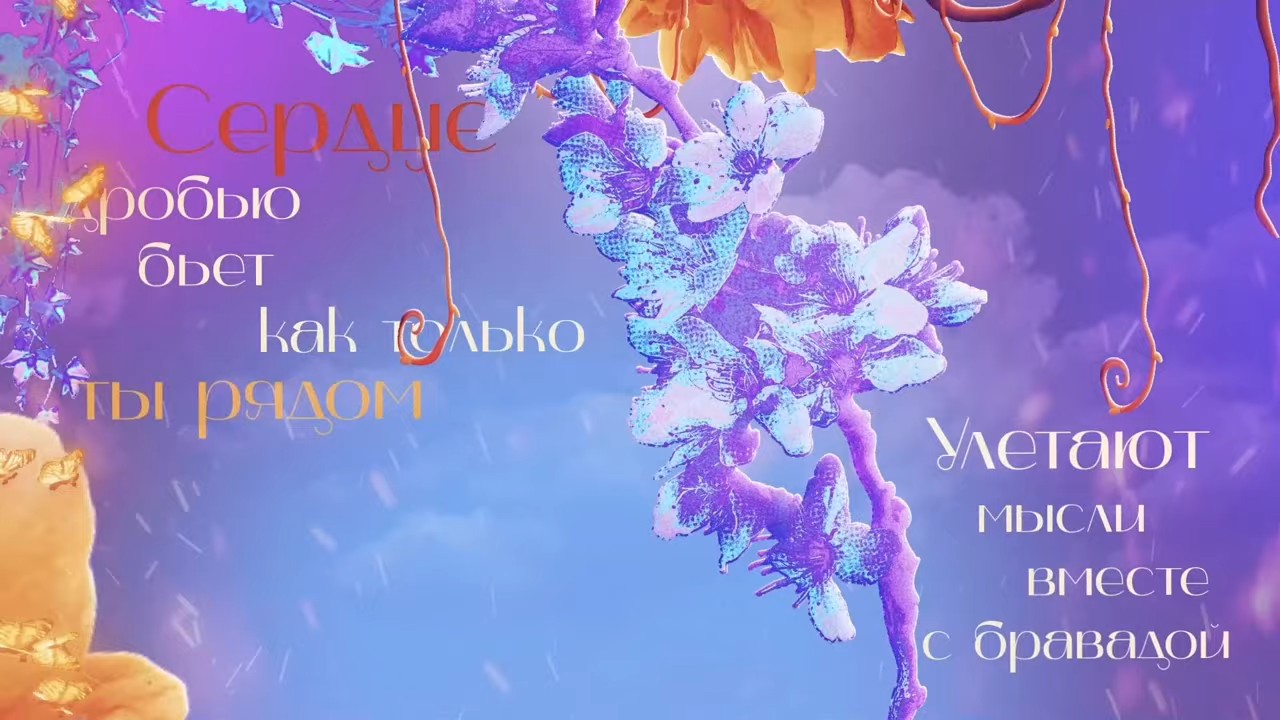 Сердце
дробью
бьет
как только
ты рядом
Улетают
мысли
вместе
с бравадой